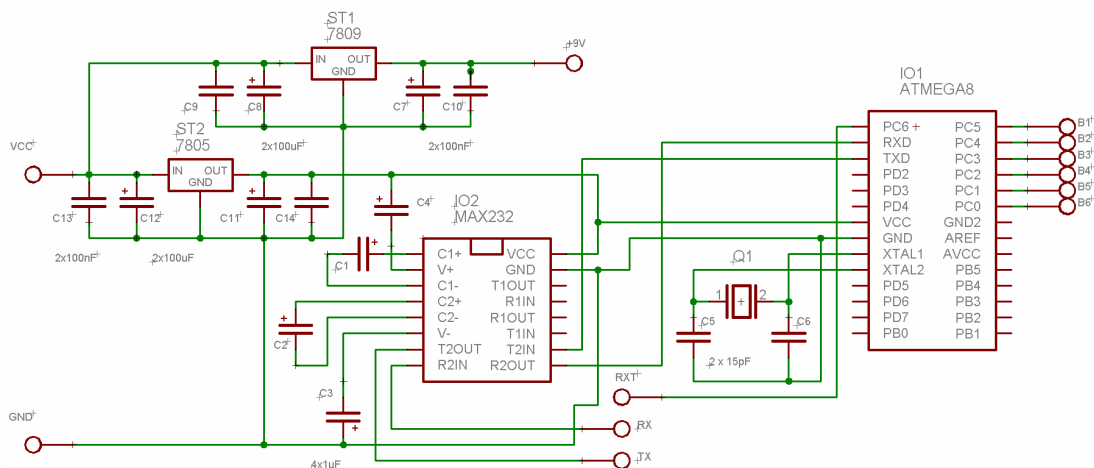 ST1
7809
+9V
IN
OUT
GND
C9
C8
C7
C10
2x100uF
2x100nF
ST2
7805
VCC
IN
OUT
GND
C13
C12
C11
C14
2x100nF
2x100uF
C4
IO2
MAX232
C1
C1+
VCC
V+
GND
C1-
T1OUT
C2+
R1IN
C2-
R1OUT
V-
T1IN
T2OUT
T2IN
R2IN
R2OUT
C2
C3
4x1uF
GND
Q1
1
2
C5
C6
2 x 15pF
RXT
RX
TX
IO1
ATMEGA8
PC6
PC5
RXD
PC4
TXD
PC3
PD2
PC2
PD3
PC1
PD4
PC0
VCC
GND2
GND
AREF
XTAL1
AVCC
XTAL2
PB5
PD5
PB4
PD6
PB3
PD7
PB2
PB0
PB1
B1
B2
B3
B4
B5
B6